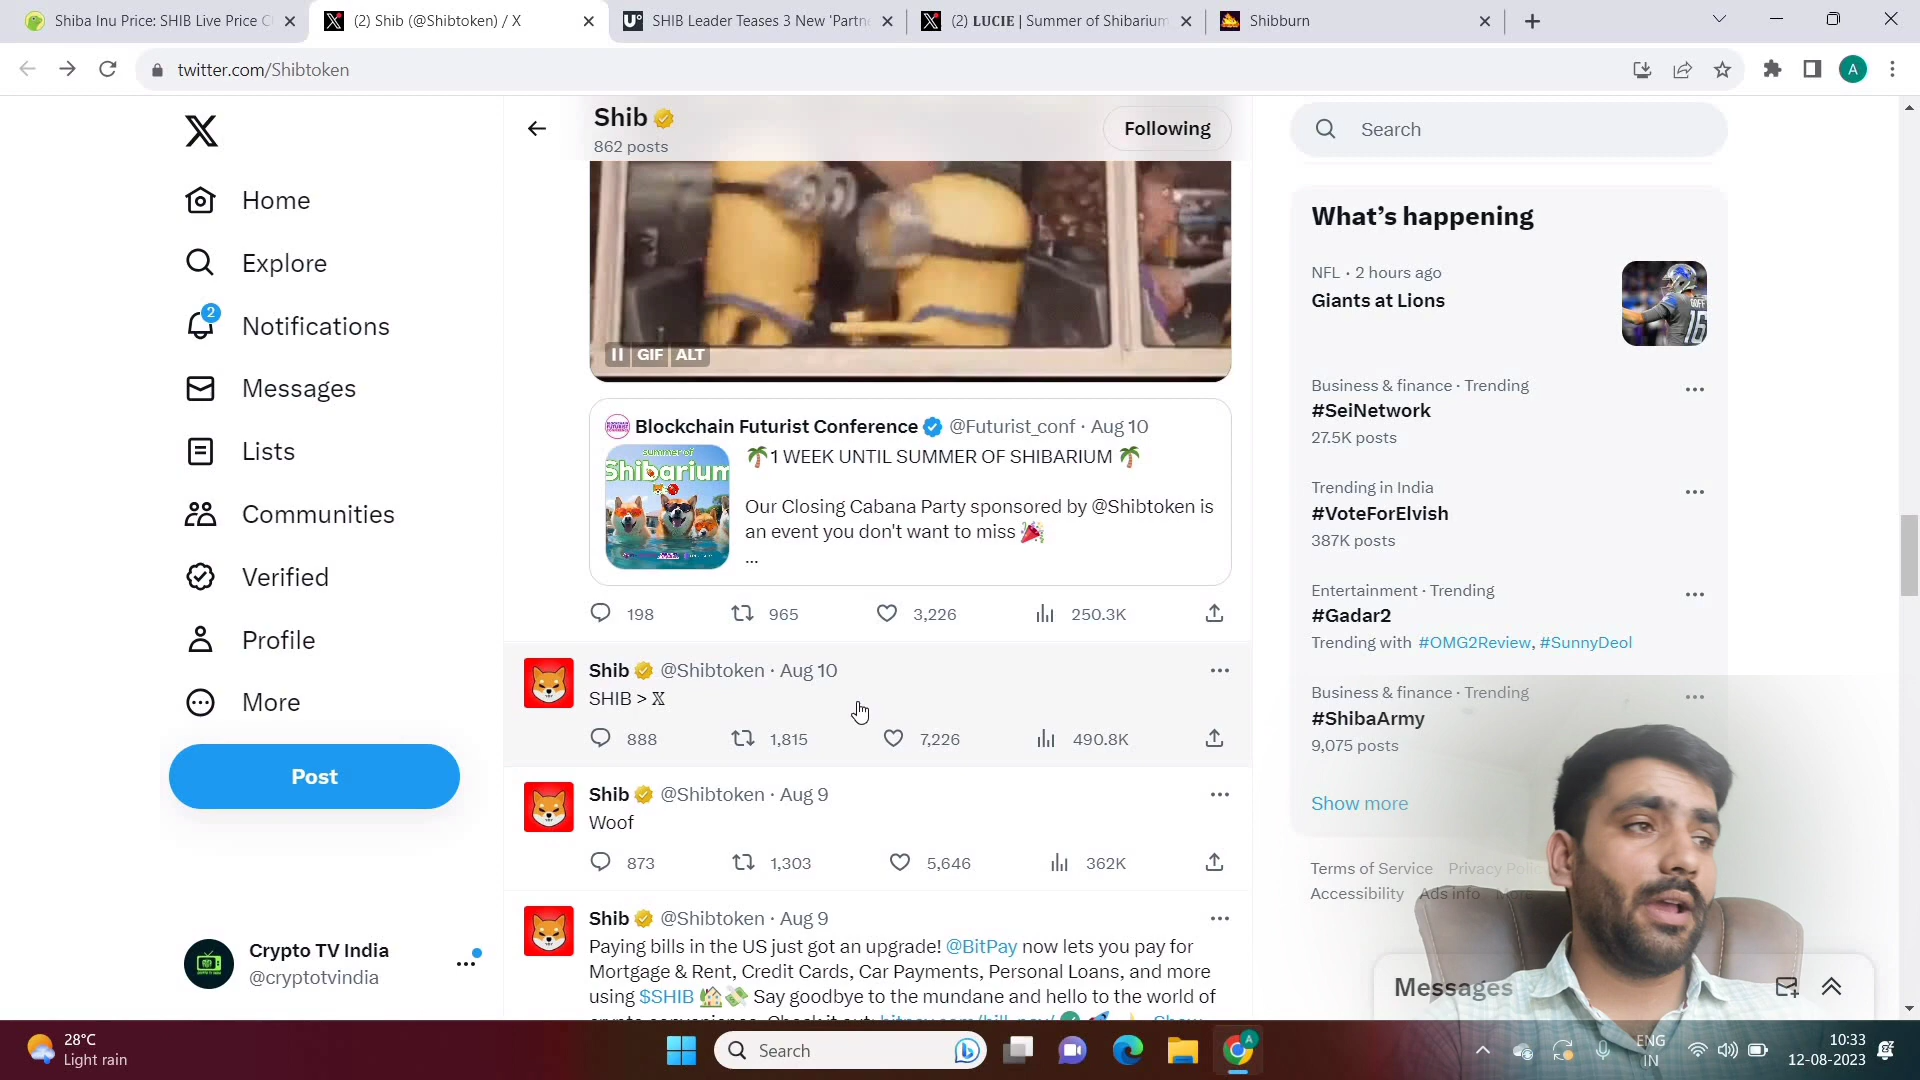 Shiba Inu Price: SHIB Live Price C
(2) Shib (@Shibtoken) / X
SHIB Leader Teases 3 New 'Partn
(2) LUCIE | Summer of Shibarium
Shibburn
twitter.com/Shibtoken
A
Shib
862 posts
Following
Search
Home
Explore
2
Notifications
Messages
Lists
Communities
Verified
Profile
More
Post
Crypto TV India
@cryptotvindia
GIF ALT
Blockchain Futurist Conference @Futurist_conf · Aug 10
summer of
Shibarium
🌴1 WEEK UNTIL SUMMER OF SHIBARIUM 🌴
Our Closing Cabana Party sponsored by @Shibtoken is
an event you don't want to miss 🎉
...
198 965 3,226 250.3K
Shib @Shibtoken · Aug 10
SHIB > 𝕏
888 1,815 7,226 490.8K
Shib @Shibtoken · Aug 9
Woof
873 1,303 5,646 362K
Shib @Shibtoken · Aug 9
Paying bills in the US just got an upgrade! @BitPay now lets you pay for
Mortgage & Rent, Credit Cards, Car Payments, Personal Loans, and more
using $SHIB 🏡💸 Say goodbye to the mundane and hello to the world of
What's happening
NFL · 2 hours ago
Giants at Lions
GOFF
16
Business & finance · Trending
#SeiNetwork
27.5K posts
Trending in India
#VoteForElvish
387K posts
Entertainment · Trending
#Gadar2
Trending with #OMG2Review, #SunnyDeol
Business & finance · Trending
#ShibaArmy
9,075 posts
Show more
Terms of Service Privacy Polic
Accessibility Ads info More
Messages
28°C
Light rain
Search
ENG
IN
10:33
12-08-2023